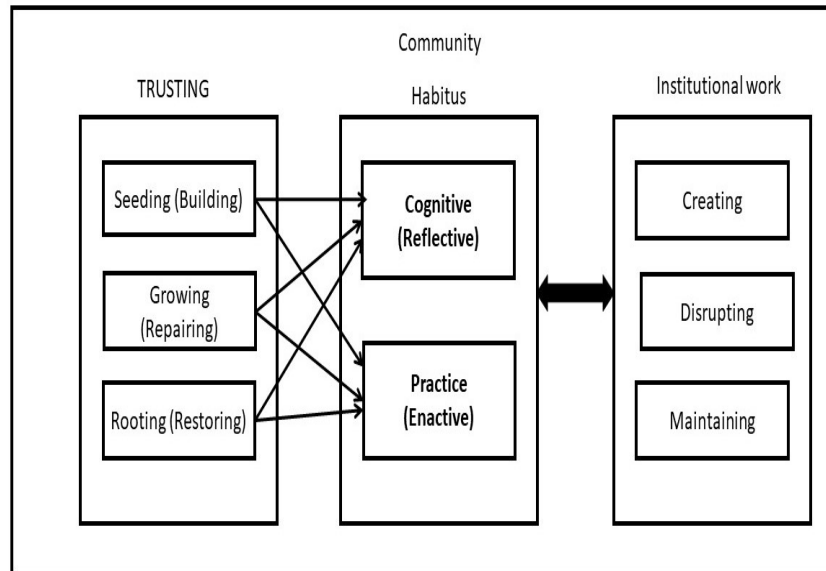 Community
TRUSTING
Habitus
Institutional work
Seeding (Building)
Growing
(Repairing)
Rooting (Restoring)
Cognitive
(Reflective)
Practice
(Enactive)
Creating
Disrupting
Maintaining